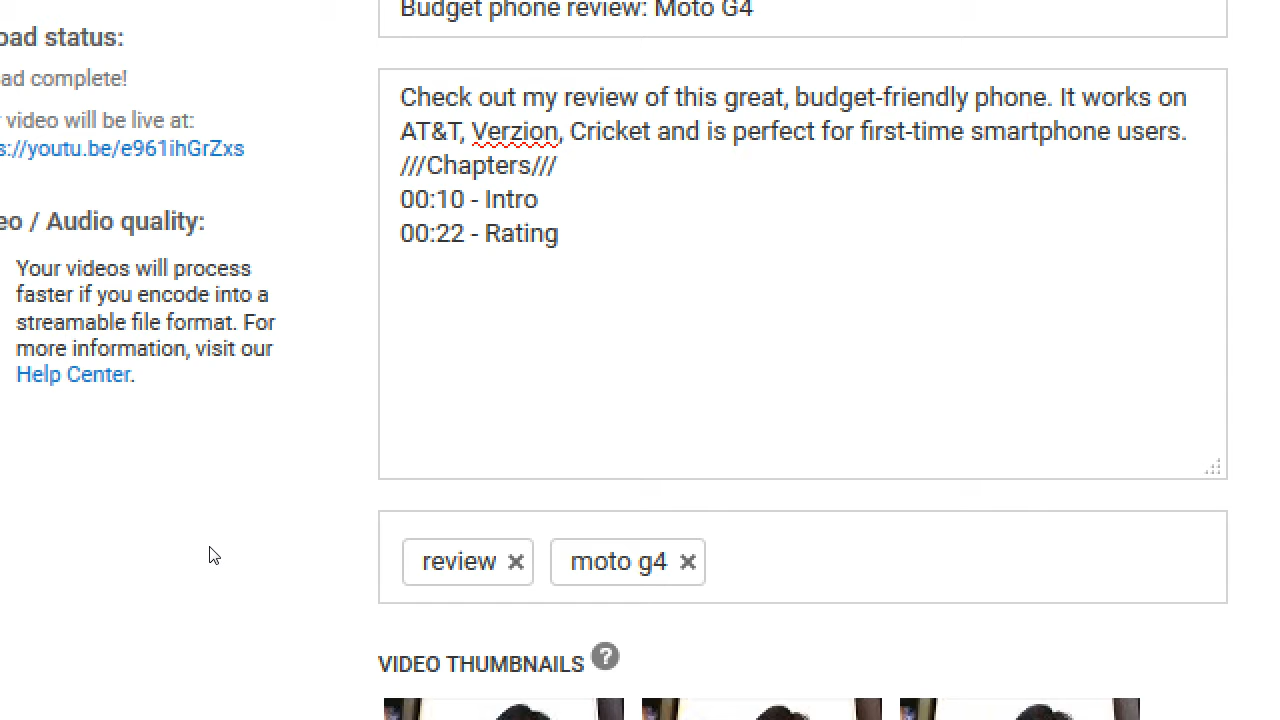 Budget phone review: Moto G4
oad status:
ad complete!
video will be live at:
s://youtu.be/e961ihGrZxs
eo / Audio quality:
Your videos will process
faster if you encode into a
streamable file format. For
more information, visit our
Help Center.
Check out my review of this great, budget-friendly phone. It works on
AT&T, Verzion, Cricket and is perfect for first-time smartphone users.
///Chapters///
00:10 - Intro
00:22 - Rating
review
moto g4
VIDEO THUMBNAILS ?